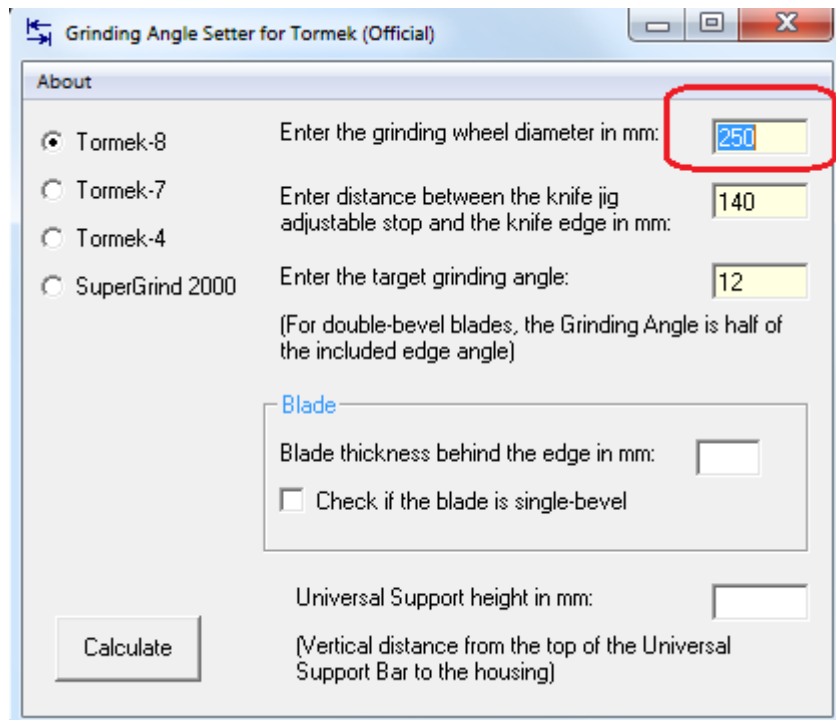 Grinding Angle Setter for Tormek (Official)
About
Tormek-8
Tormek-7
Tormek-4
SuperGrind 2000
Enter the grinding wheel diameter in mm:
250
Enter distance between the knife jig
adjustable stop and the knife edge in mm:
140
Enter the target grinding angle:
12
(For double-bevel blades, the Grinding Angle is half of
the included edge angle)
Blade
Blade thickness behind the edge in mm:
Check if the blade is single-bevel
Universal Support height in mm:
(Vertical distance from the top of the Universal
Support Bar to the housing)
Calculate